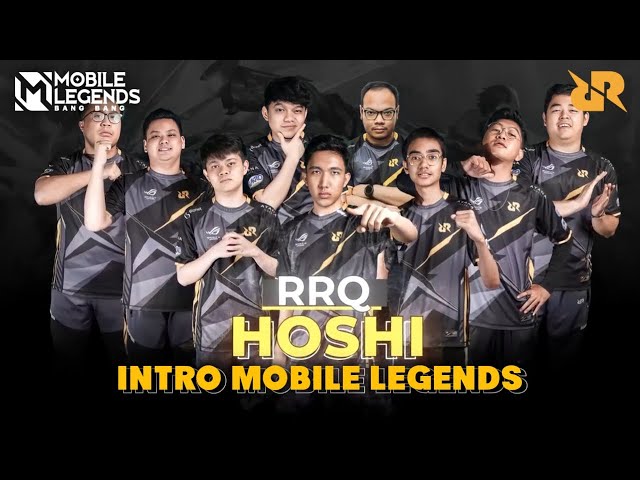 MOBILE
LEGENDS
BANG BANG
RRQ
HOSHI
INTRO MOBILE LEGENDS